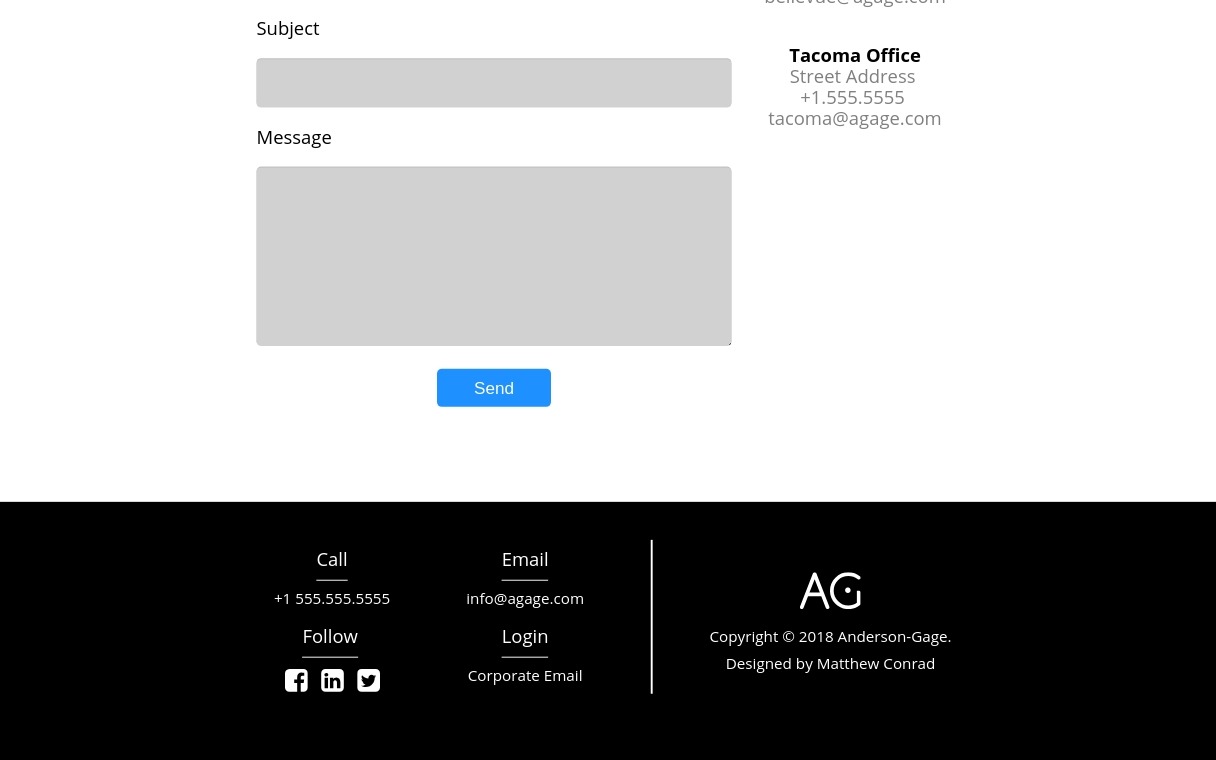 bellevue@agage.com
Subject
Tacoma Office
Street Address
+1.555.5555
tacoma@agage.com
Message
Send
Call
+1 555.555.5555
Follow
Email
info@agage.com
Login
Corporate Email
AG
Copyright © 2018 Anderson-Gage.
Designed by Matthew Conrad